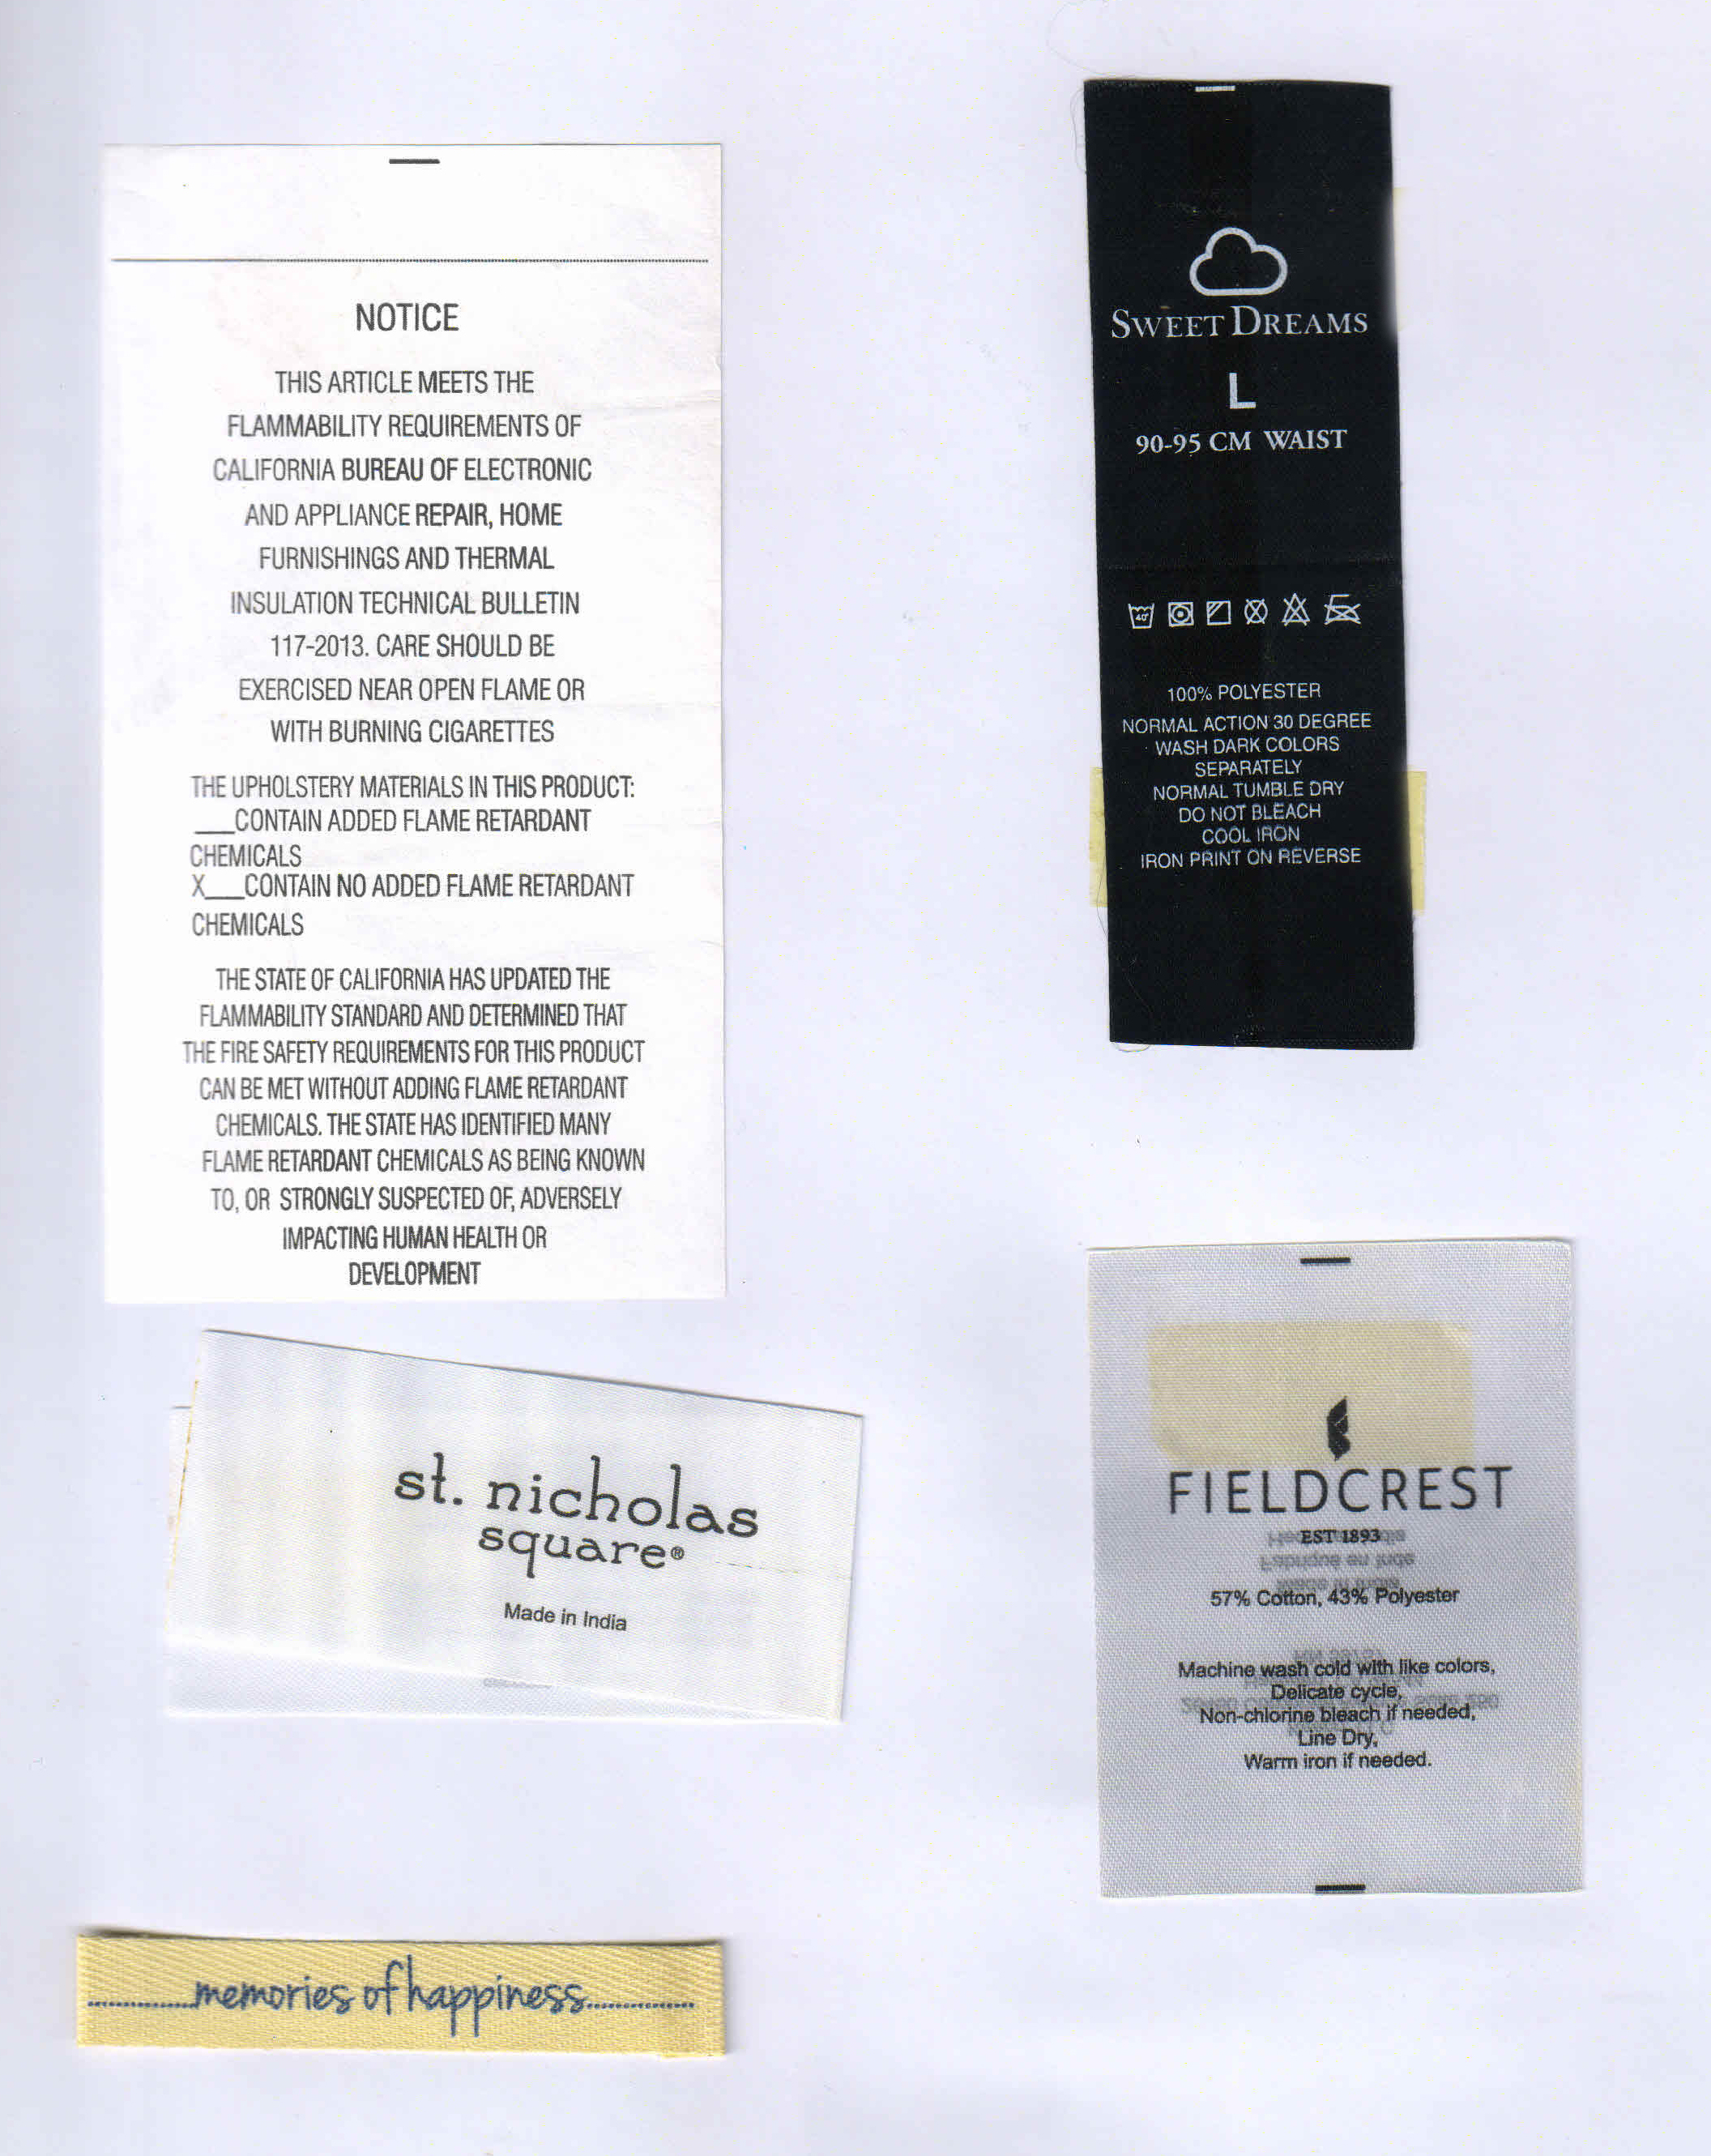 NOTICE
THIS ARTICLE MEETS THE
FLAMMABILITY REQUIREMENTS OF
CALIFORNIA BUREAU OF ELECTRONIC
AND APPLIANCE REPAIR, HOME
FURNISHINGS AND THERMAL
INSULATION TECHNICAL BULLETIN
117-2013. CARE SHOULD BE
EXERCISED NEAR OPEN FLAME OR
WITH BURNING CIGARETTES
THE UPHOLSTERY MATERIALS IN THIS PRODUCT:
___CONTAIN ADDED FLAME RETARDANT
CHEMICALS
X___CONTAIN NO ADDED FLAME RETARDANT
CHEMICALS
THE STATE OF CALIFORNIA HAS UPDATED THE
FLAMMABILITY STANDARD AND DETERMINED THAT
THE FIRE SAFETY REQUIREMENTS FOR THIS PRODUCT
CAN BE MET WITHOUT ADDING FLAME RETARDANT
CHEMICALS. THE STATE HAS IDENTIFIED MANY
FLAME RETARDANT CHEMICALS AS BEING KNOWN
TO, OR STRONGLY SUSPECTED OF, ADVERSELY
IMPACTING HUMAN HEALTH OR
DEVELOPMENT
SWEET DREAMS
L
90-95 CM WAIST
40°
100% POLYESTER
NORMAL ACTION 30 DEGREE
WASH DARK COLORS
SEPARATELY
NORMAL TUMBLE DRY
DO NOT BLEACH
COOL IRON
IRON PRINT ON REVERSE
st. nicholas
square®
Made in India
FIELDCREST
EST 1893
Fabriqué en Inde
Made in India
57% Cotton, 43% Polyester
Machine wash cold with like colors,
Delicate cycle,
Non-chlorine bleach if needed,
Line Dry,
Warm iron if needed.
memories of happiness